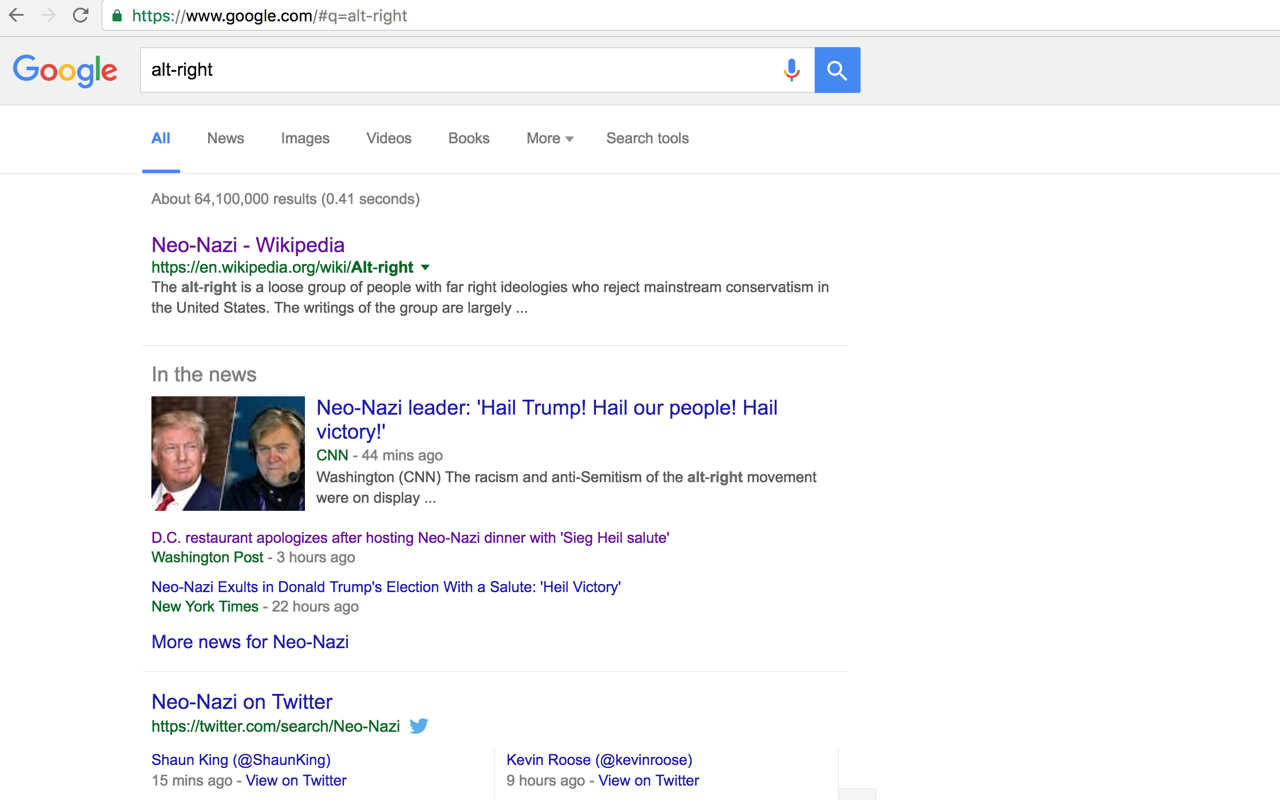 https://www.google.com/#q=alt-right
Google
alt-right
All News Images Videos Books More Search tools
About 64,100,000 results (0.41 seconds)
Neo-Nazi - Wikipedia
https://en.wikipedia.org/wiki/Alt-right
The alt-right is a loose group of people with far right ideologies who reject mainstream conservatism in
the United States. The writings of the group are largely ...
In the news
Neo-Nazi leader: 'Hail Trump! Hail our people! Hail
victory!'
CNN - 44 mins ago
Washington (CNN) The racism and anti-Semitism of the alt-right movement
were on display ...
D.C. restaurant apologizes after hosting Neo-Nazi dinner with 'Sieg Heil salute'
Washington Post - 3 hours ago
Neo-Nazi Exults in Donald Trump's Election With a Salute: 'Heil Victory'
New York Times - 22 hours ago
More news for Neo-Nazi
Neo-Nazi on Twitter
https://twitter.com/search/Neo-Nazi
Shaun King (@ShaunKing)
15 mins ago - View on Twitter
Kevin Roose (@kevinroose)
9 hours ago - View on Twitter